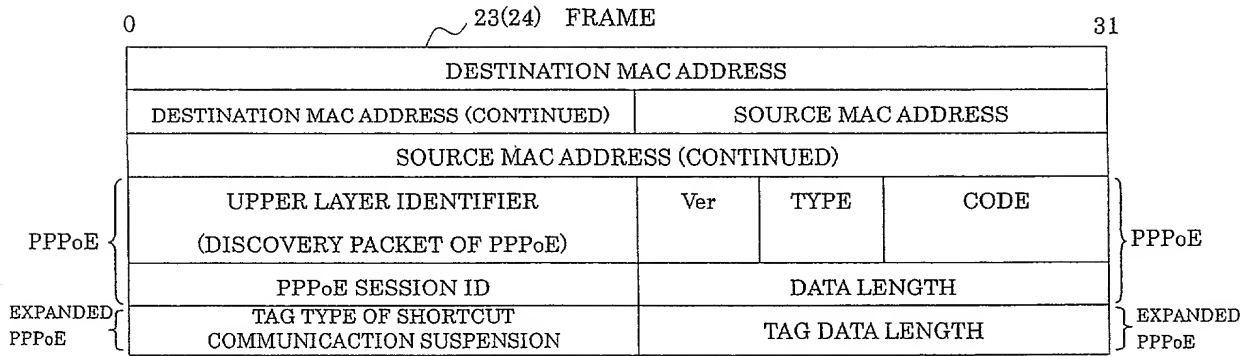 0 23(24) FRAME 31
DESTINATION MAC ADDRESS
DESTINATION MAC ADDRESS (CONTINUED) SOURCE MAC ADDRESS
SOURCE MAC ADDRESS (CONTINUED)
UPPER LAYER IDENTIFIER Ver TYPE CODE
PPPoE (DISCOVERY PACKET OF PPPoE) PPPoE
PPPoE SESSION ID DATA LENGTH
EXPANDED TAG TYPE OF SHORTCUT TAG DATA LENGTH EXPANDED
PPPoE COMMUNICACTION SUSPENSION PPPoE